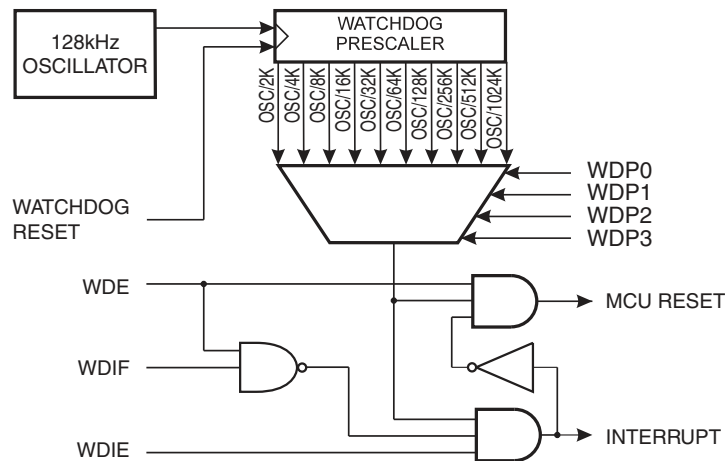 128kHz
OSCILLATOR
WATCHDOG
PRESCALER
OSC/2K
OSC/4K
OSC/8K
OSC/16K
OSC/32K
OSC/64K
OSC/128K
OSC/256K
OSC/512K
OSC/1024K
WATCHDOG
RESET
WDP0
WDP1
WDP2
WDP3
WDE
MCU RESET
WDIF
WDIE
INTERRUPT